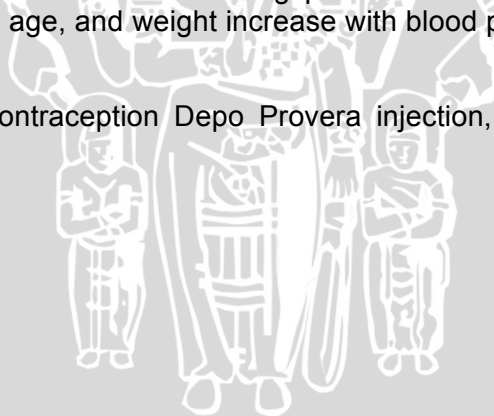 age, and weight increase with blood p
ontraception Depo Provera injection,